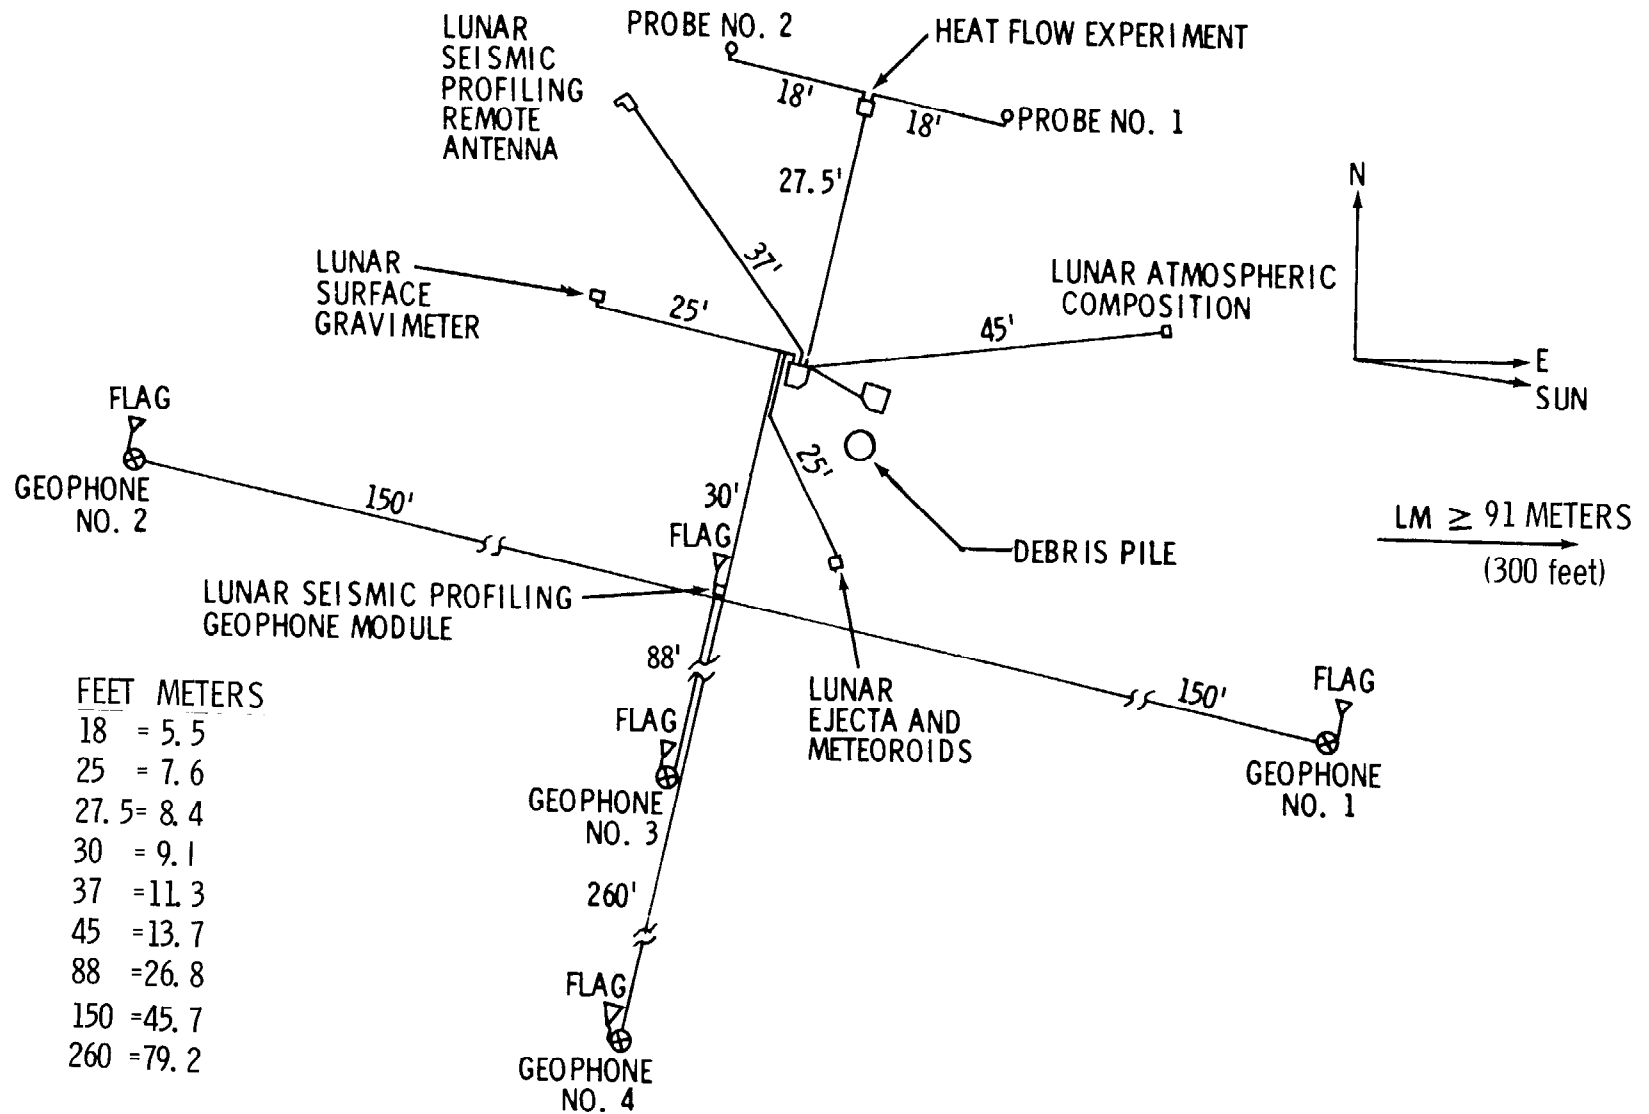 LUNAR
SEISMIC
PROFILING
REMOTE
ANTENNA
PROBE NO. 2
HEAT FLOW EXPERIMENT
18'
18'
PROBE NO. 1
27.5'
37'
N
E
SUN
LUNAR
SURFACE
GRAVIMETER
25'
LUNAR ATMOSPHERIC
COMPOSITION
45'
FLAG
GEOPHONE
NO. 2
150'
30'
25'
FLAG
DEBRIS PILE
LM ≥ 91 METERS
(300 feet)
LUNAR SEISMIC PROFILING
GEOPHONE MODULE
88'
LUNAR
EJECTA AND
METEOROIDS
150'
FLAG
GEOPHONE
NO. 1
FLAG
GEOPHONE
NO. 3
260'
FLAG
GEOPHONE
NO. 4
FEET METERS
18 = 5.5
25 = 7.6
27.5= 8.4
30 = 9.1
37 =11.3
45 =13.7
88 =26.8
150 =45.7
260 =79.2